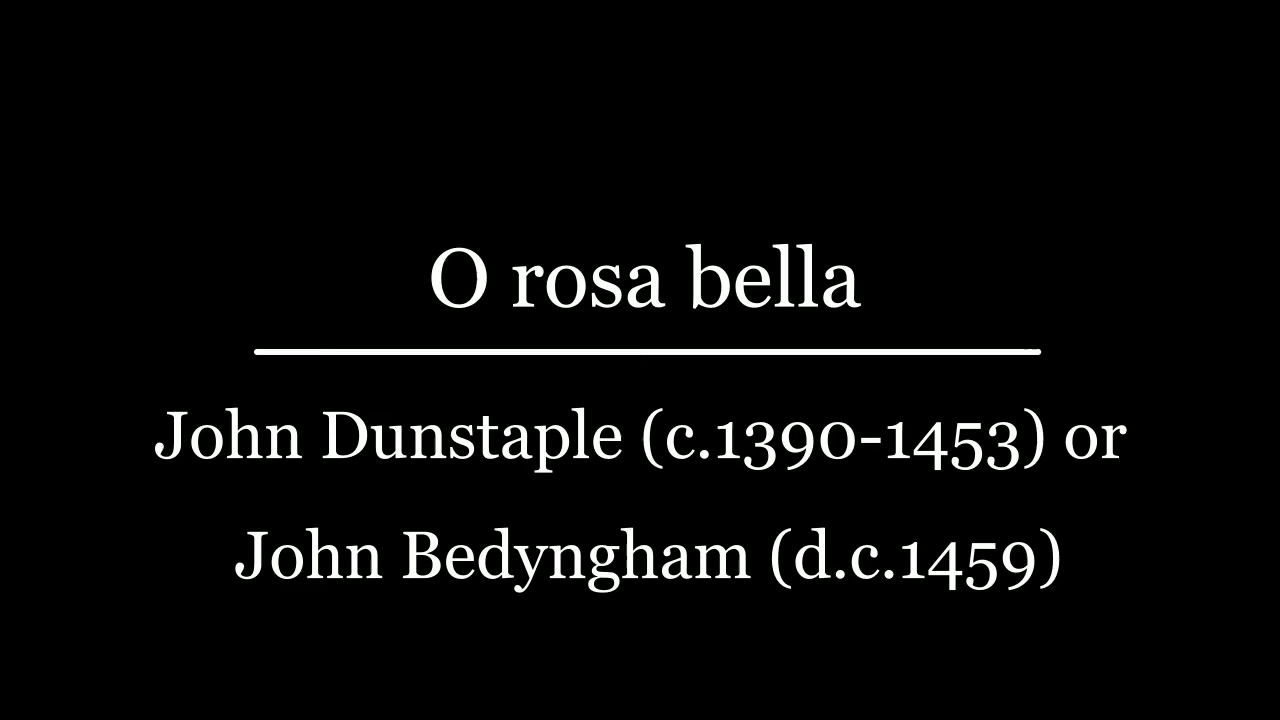 O rosa bella
John Dunstaple (c.1390-1453) or
John Bedyngham (d.c.1459)